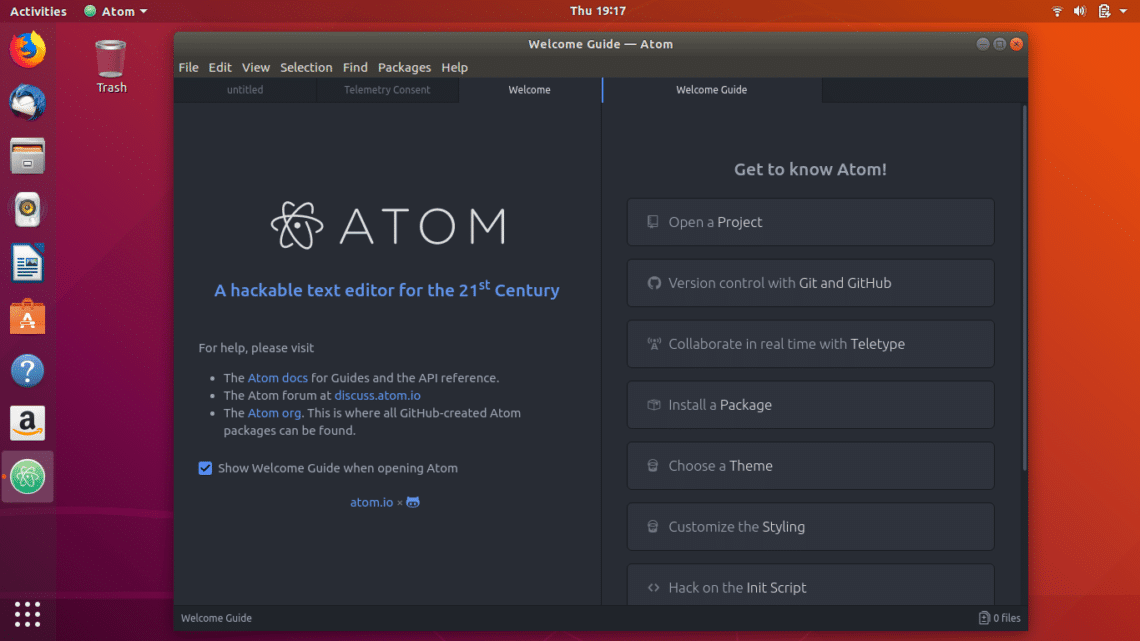 Activities Atom Thu 19:17
Trash
Welcome Guide — Atom
File Edit View Selection Find Packages Help
untitled Telemetry Consent Welcome Welcome Guide
ATOM
A hackable text editor for the 21st Century
For help, please visit
• The Atom docs for Guides and the API reference.
• The Atom forum at discuss.atom.io
• The Atom org. This is where all GitHub-created Atom
packages can be found.
Show Welcome Guide when opening Atom
atom.io ×
Get to know Atom!
Open a Project
Version control with Git and GitHub
Collaborate in real time with Teletype
Install a Package
Choose a Theme
Customize the Styling
Hack on the Init Script
Welcome Guide 0 files